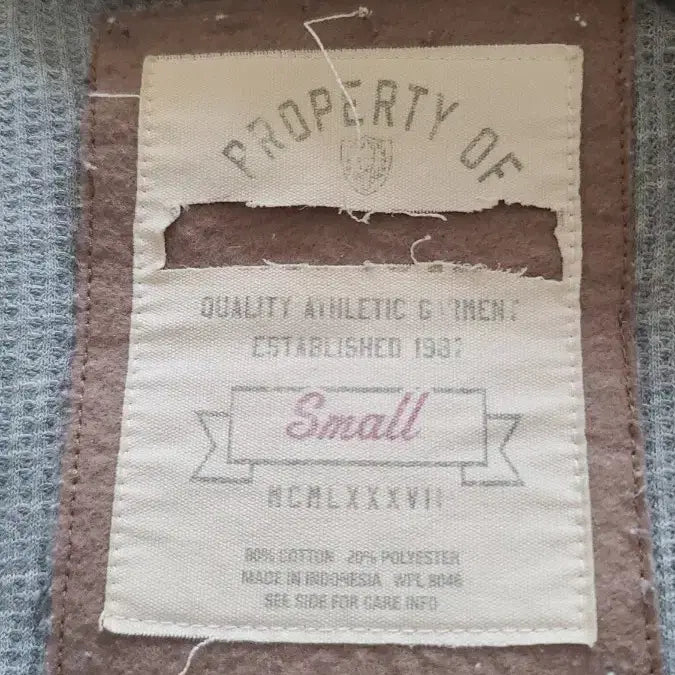 PROPERTY OF
QUALITY ATHLETIC GARMENT
ESTABLISHED 1987
Small
MCMLXXXVII
80% COTTON 20% POLYESTER
MADE IN INDONESIA WPL 8046
SEE SIDE FOR CARE INFO